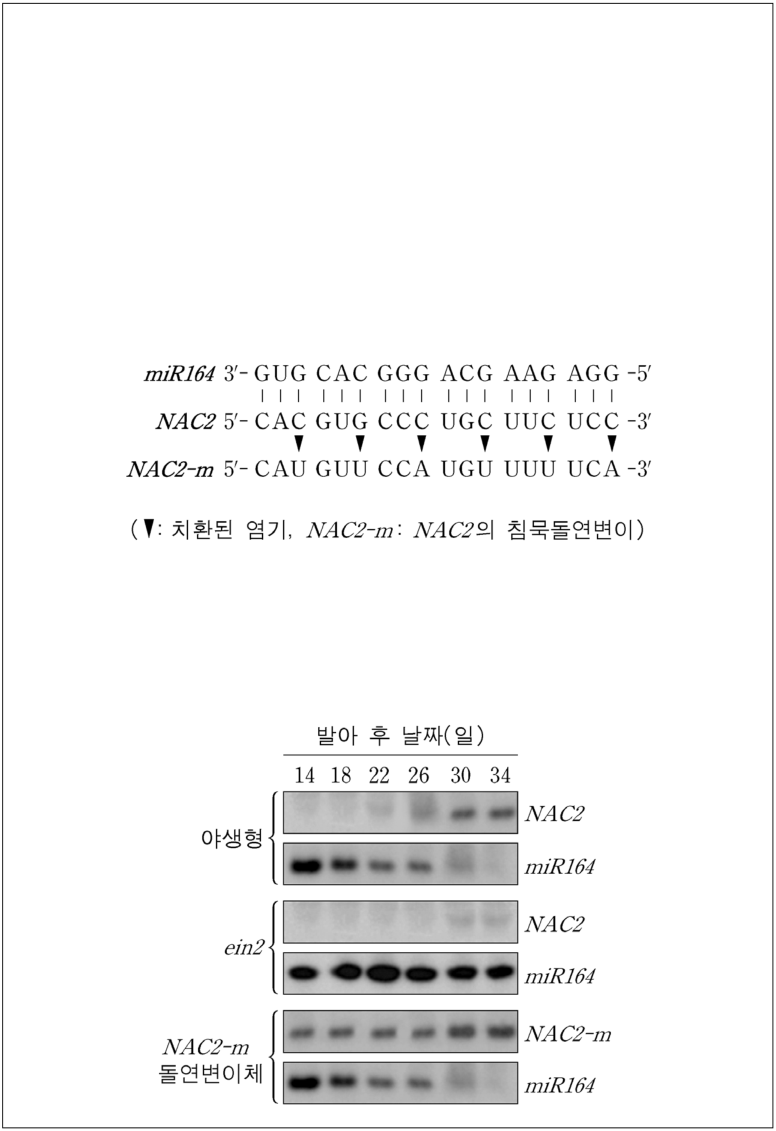 miR164 3′- GUG CAC GGG ACG AAG AGG -5′
NAC2 5′- CAC GUG CCC UGC UUC UCC -3′
NAC2-m 5′- CAU GUU CCA UGU UUU UCA -3′
(▼: 치환된 염기, NAC2-m: NAC2의 침묵돌연변이)
발아 후 날짜(일)
14 18 22 26 30 34
야생형
NAC2
miR164
ein2
NAC2
miR164
NAC2-m
돌연변이체
NAC2-m
miR164